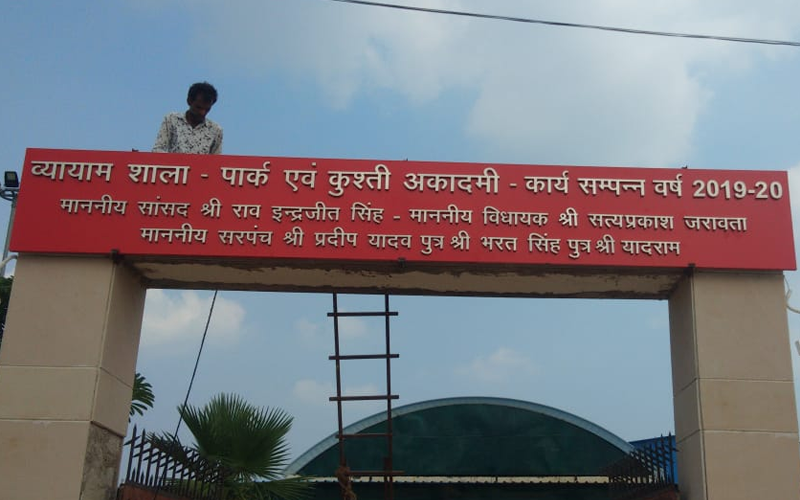 व्यायाम शाला - पार्क एवं कुश्ती अकादमी - कार्य सम्पन्न वर्ष 2019-20
माननीय सांसद श्री राव इन्द्रजीत सिंह - माननीय विधायक श्री सत्यप्रकाश जरावता
माननीय सरपंच श्री प्रदीप यादव पुत्र श्री भरत सिंह पुत्र श्री यादराम